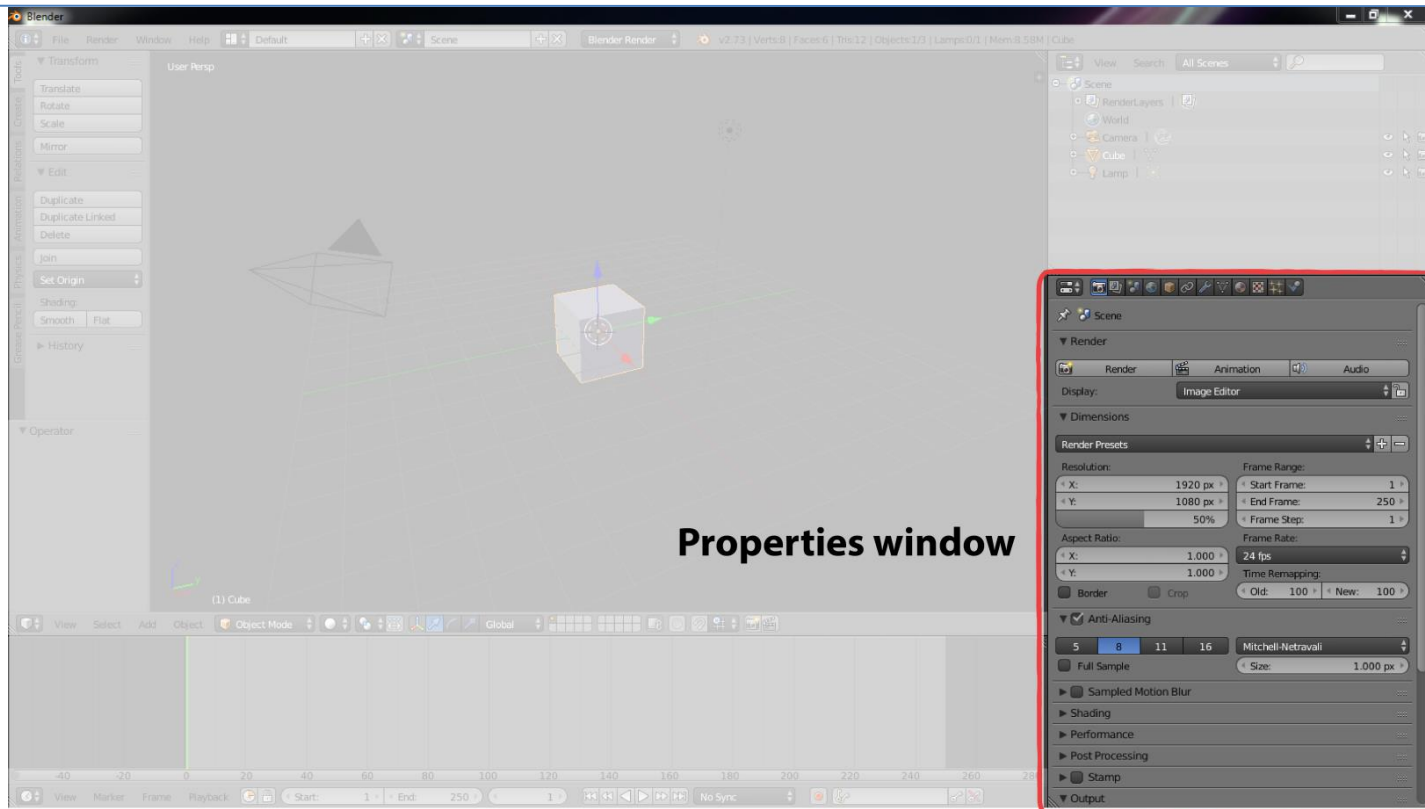 Blender
File Render Window Help Default Scene Blender Render v2.73 | Verts:8 | Faces:6 | Tris:12 | Objects:1/3 | Lamps:0/1 | Mem:8.58M | Cube
Tools
Create
Relations
Animation
Physics
Grease Pencil
Transform
Translate
Rotate
Scale
Mirror
Edit
Duplicate
Duplicate Linked
Delete
Join
Set Origin
Shading:
Smooth Flat
History
Operator
User Persp
(1) Cube
View Search All Scenes
Scene
RenderLayers
World
Camera
Cube
Lamp
Properties window
Scene
Render
Render Animation Audio
Display: Image Editor
Dimensions
Render Presets
Resolution: Frame Range:
X: 1920 px Start Frame: 1
Y: 1080 px End Frame: 250
50% Frame Step: 1
Aspect Ratio: Frame Rate:
X: 1.000 24 fps
Y: 1.000 Time Remapping:
Border Crop Old: 100 New: 100
Anti-Aliasing
5 8 11 16 Mitchell-Netravali
Full Sample Size: 1.000 px
Sampled Motion Blur
Shading
Performance
Post Processing
Stamp
Output
View Select Add Object Object Mode Global
-40 -20 0 20 40 60 80 100 120 140 160 180 200 220 240 260
View Marker Frame Playback Start: 1 End: 250 1 No Sync